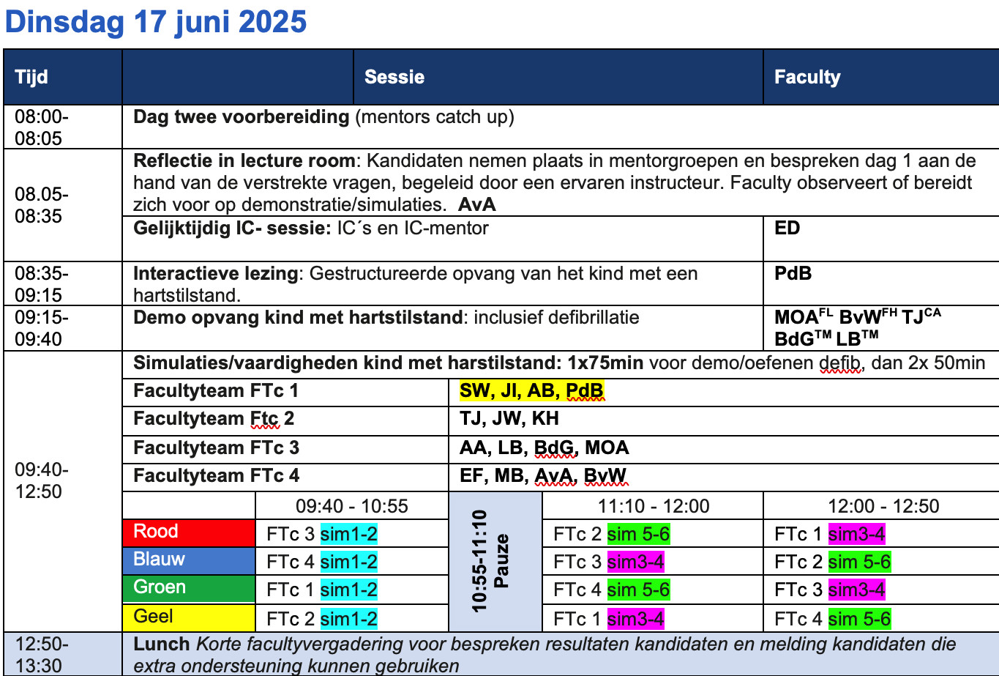 Dinsdag 17 juni 2025
Tijd Sessie Faculty
08:00-
08:05
Dag twee voorbereiding (mentors catch up)
08.05-
08:35
Reflectie in lecture room: Kandidaten nemen plaats in mentorgroepen en bespreken dag 1 aan de
hand van de verstrekte vragen, begeleid door een ervaren instructeur. Faculty observeert of bereidt
zich voor op demonstratie/simulaties. AvA
Gelijktijdig IC- sessie: IC´s en IC-mentor ED
08:35-
09:15
Interactieve lezing: Gestructureerde opvang van het kind met een
hartstilstand.
PdB
09:15-
09:40
Demo opvang kind met hartstilstand: inclusief defibrillatie
MOAFL BvWFH TJCA
BdGTM LBTM
09:40-
12:50
Simulaties/vaardigheden kind met harstilstand: 1x75min voor demo/oefenen defib, dan 2x 50min
Facultyteam FTc 1 SW, JI, AB, PdB
Facultyteam Ftc 2 TJ, JW, KH
Facultyteam FTc 3 AA, LB, BdG, MOA
Facultyteam FTc 4 EF, MB, AvA, BvW
09:40 - 10:55 11:10 - 12:00 12:00 - 12:50
10:55-11:10
Pauze
Rood FTc 3 sim1-2 FTc 2 sim 5-6 FTc 1 sim3-4
Blauw FTc 4 sim1-2 FTc 3 sim3-4 FTc 2 sim 5-6
Groen FTc 1 sim1-2 FTc 4 sim 5-6 FTc 3 sim3-4
Geel FTc 2 sim1-2 FTc 1 sim3-4 FTc 4 sim 5-6
12:50-
13:30
Lunch Korte facultyvergadering voor bespreken resultaten kandidaten en melding kandidaten die
extra ondersteuning kunnen gebruiken